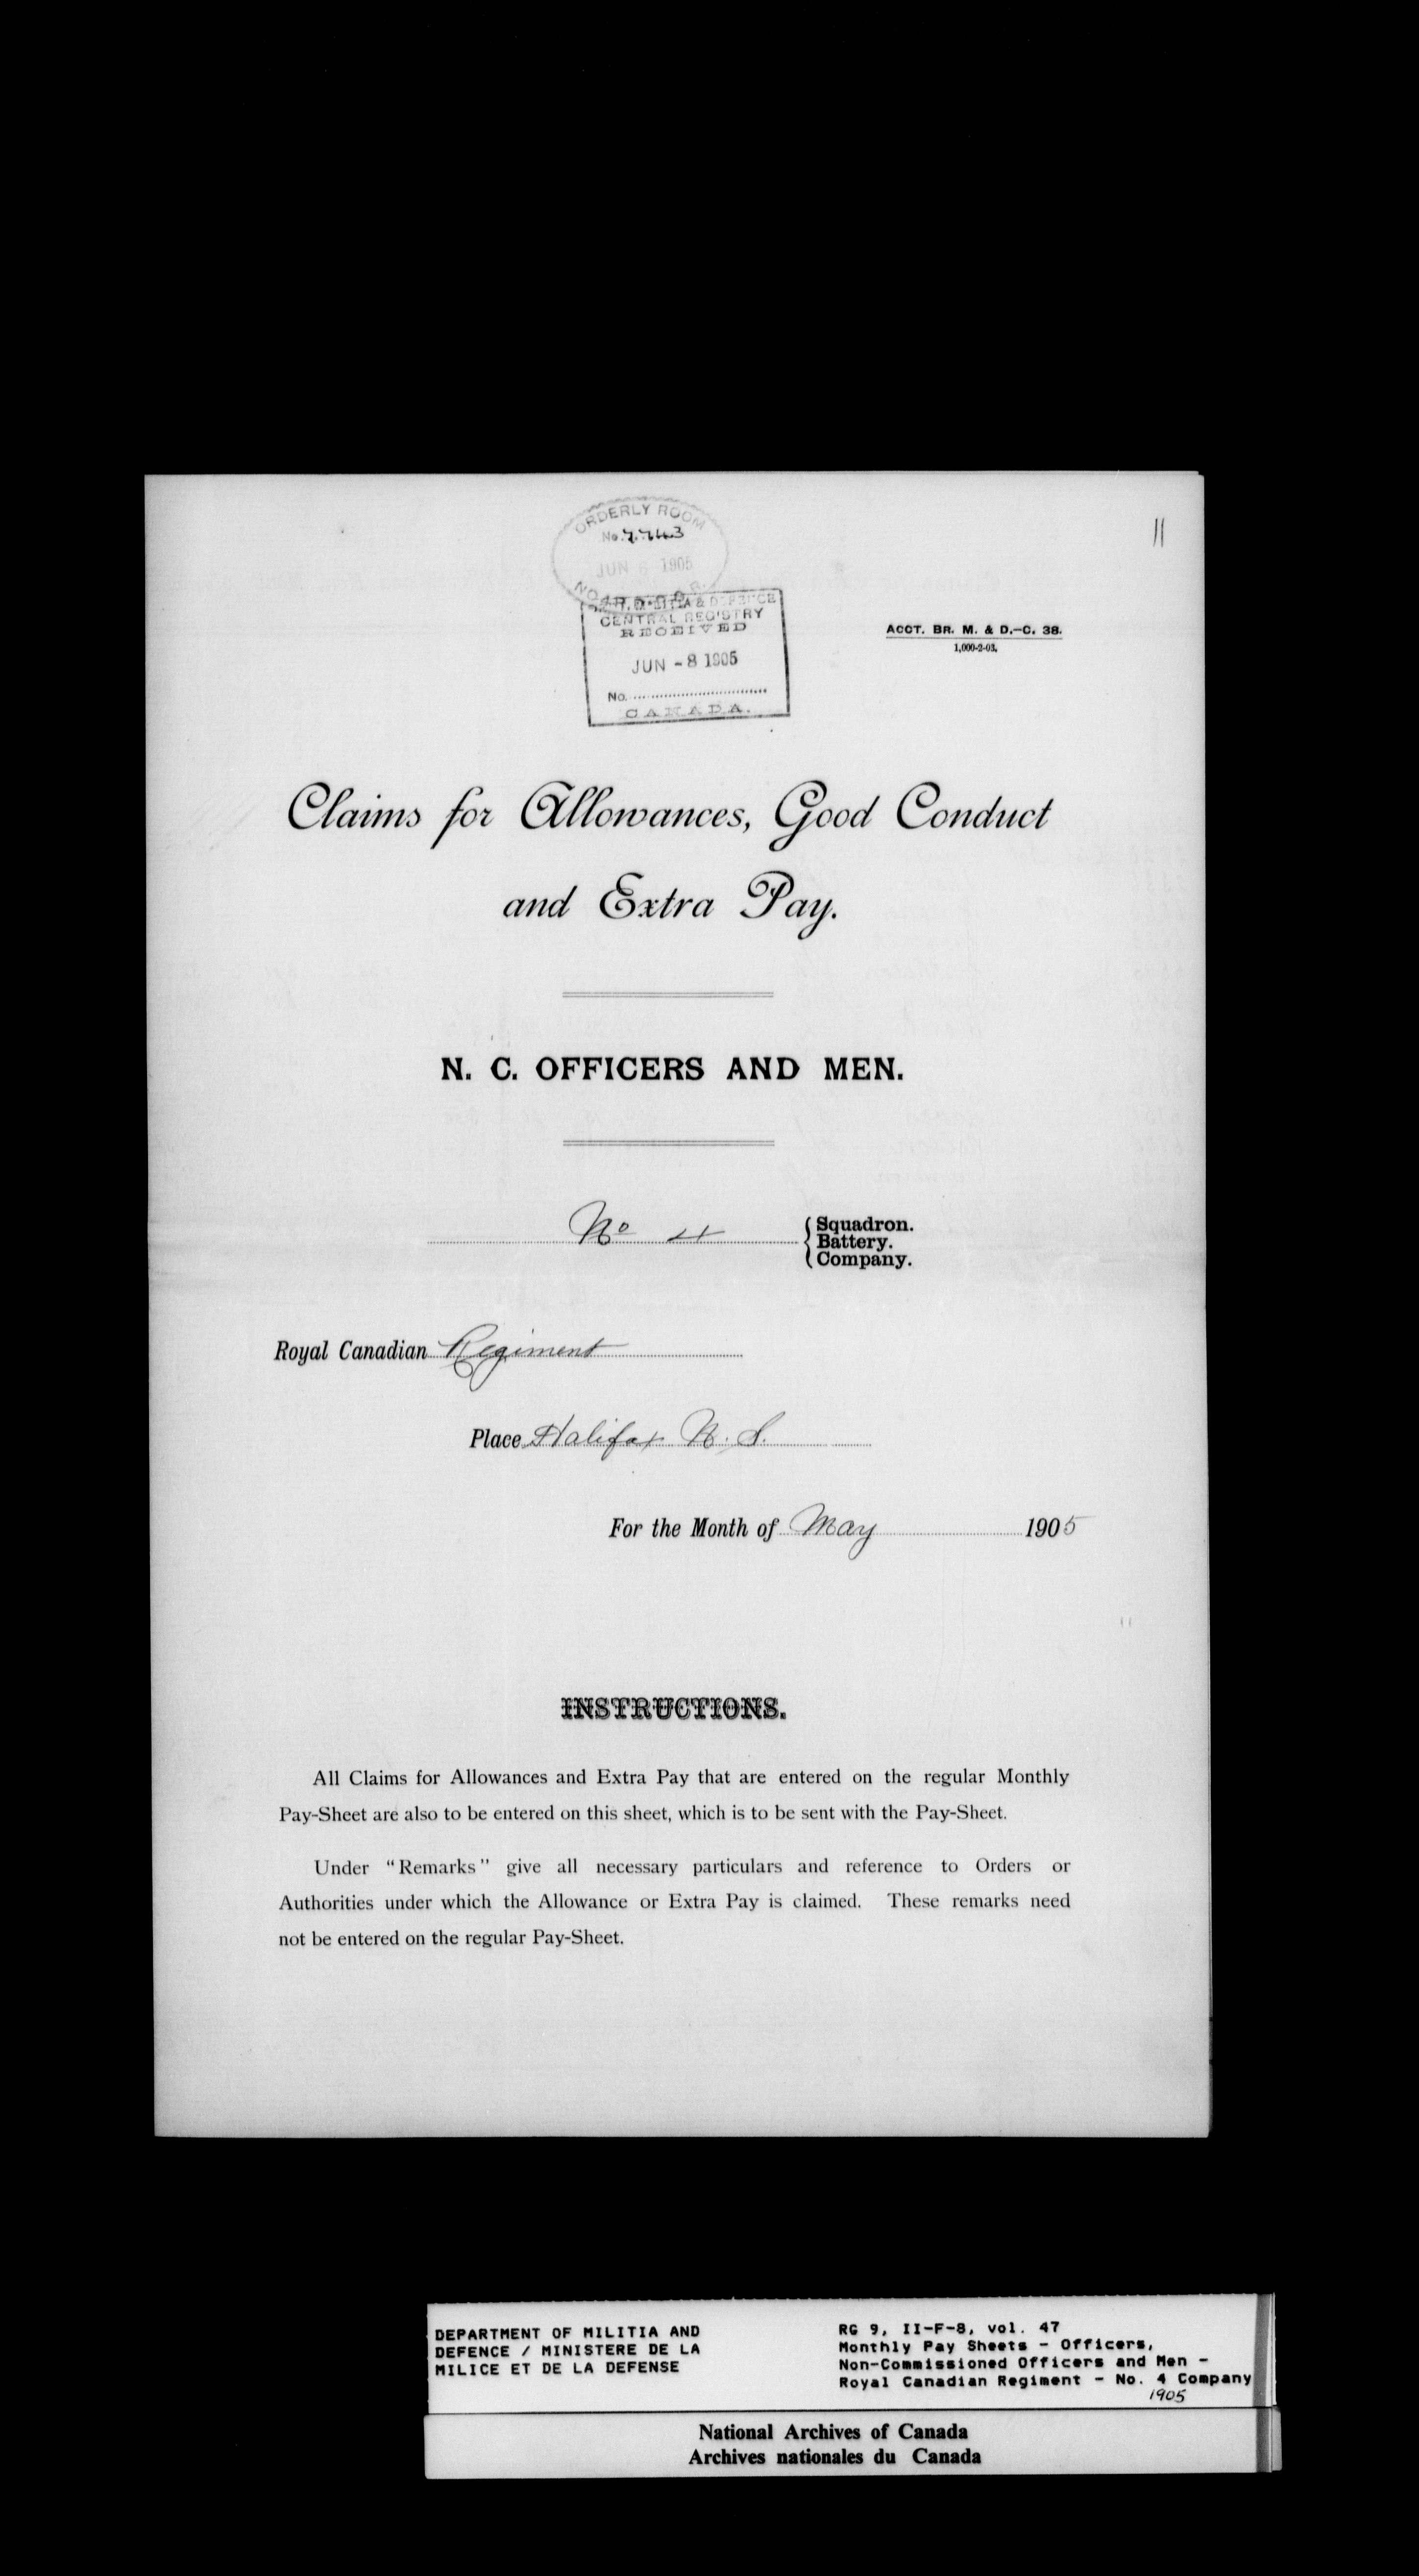 ORDERLY ROOM
No.
JUN 6 1905
11
MILITIA & DEFENCE
CENTRAL REGISTRY
RECEIVED
JUN - 8 1905
No.
CANADA.
ACCT. BR. M. & D.—C. 38.
1,000-2-03.
Claims for Allowances, Good Conduct
and Extra Pay.
N. C. OFFICERS AND MEN.
No 4 { Squadron.
Battery.
Company.
Royal Canadian Regiment
Place Halifax N. S.
For the Month of May 1905
INSTRUCTIONS.
All Claims for Allowances and Extra Pay that are entered on the regular Monthly
Pay-Sheet are also to be entered on this sheet, which is to be sent with the Pay-Sheet.
Under "Remarks" give all necessary particulars and reference to Orders or
Authorities under which the Allowance or Extra Pay is claimed. These remarks need
not be entered on the regular Pay-Sheet.
DEPARTMENT OF MILITIA AND
DEFENCE / MINISTERE DE LA
MILICE ET DE LA DEFENSE
RG 9, II-F-8, vol. 47
Monthly Pay Sheets - Officers,
Non-Commissioned Officers and Men -
Royal Canadian Regiment - No. 4 Company
1905
National Archives of Canada
Archives nationales du Canada